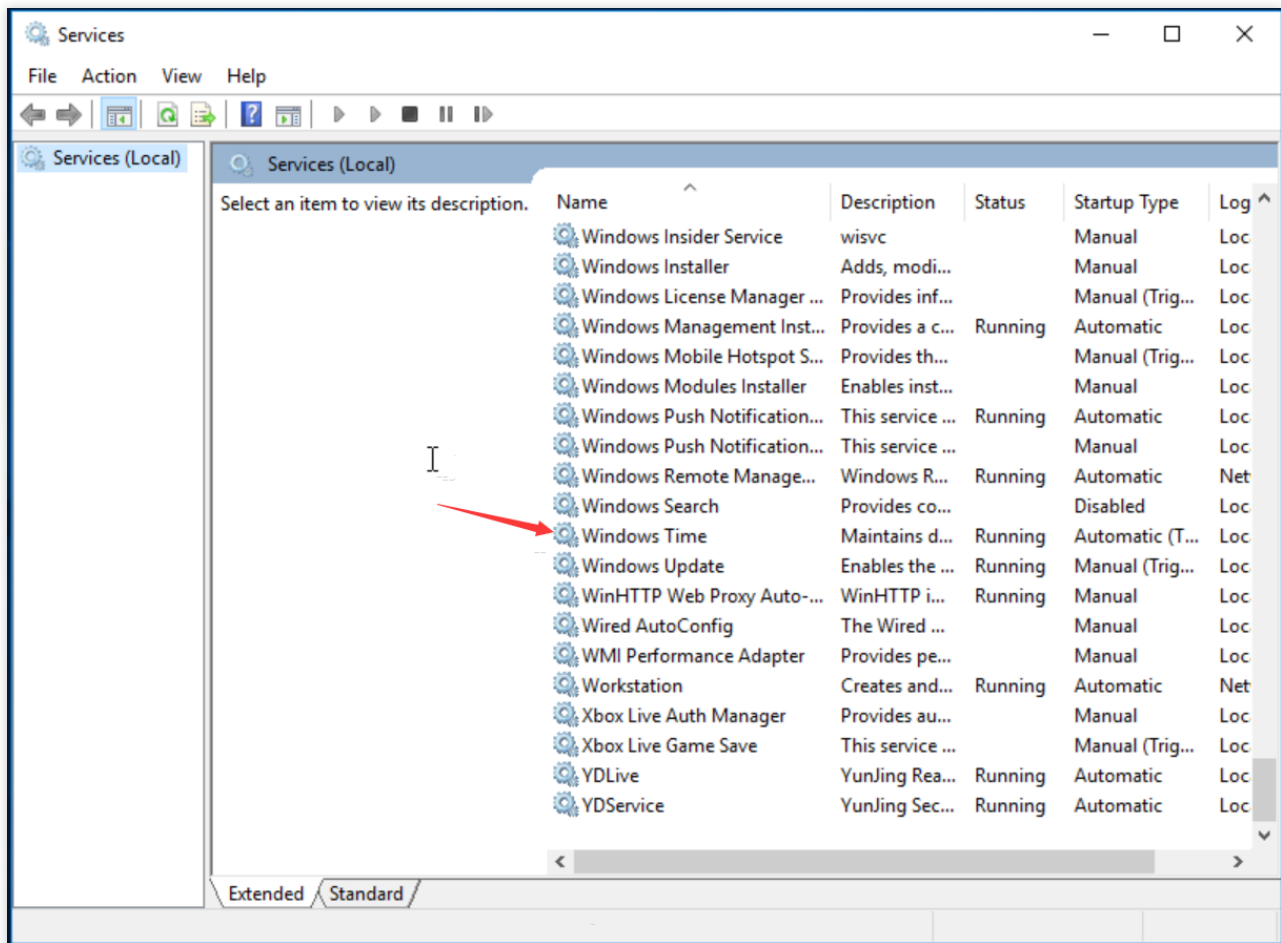 Services
File Action View Help
Services (Local)
Services (Local)
Select an item to view its description.
Name Description Status Startup Type Log
Windows Insider Service wisvc Manual Loc
Windows Installer Adds, modi... Manual Loc
Windows License Manager ... Provides inf... Manual (Trig... Loc
Windows Management Inst... Provides a c... Running Automatic Loc
Windows Mobile Hotspot S... Provides th... Manual (Trig... Loc
Windows Modules Installer Enables inst... Manual Loc
Windows Push Notification... This service ... Running Automatic Loc
Windows Push Notification... This service ... Manual Loc
Windows Remote Manage... Windows R... Running Automatic Net
Windows Search Provides co... Disabled Loc
Windows Time Maintains d... Running Automatic (T... Loc
Windows Update Enables the ... Running Manual (Trig... Loc
WinHTTP Web Proxy Auto-... WinHTTP i... Running Manual Loc
Wired AutoConfig The Wired ... Manual Loc
WMI Performance Adapter Provides pe... Manual Loc
Workstation Creates and... Running Automatic Net
Xbox Live Auth Manager Provides au... Manual Loc
Xbox Live Game Save This service ... Manual (Trig... Loc
YDLive YunJing Rea... Running Automatic Loc
YDService YunJing Sec... Running Automatic Loc
Extended Standard